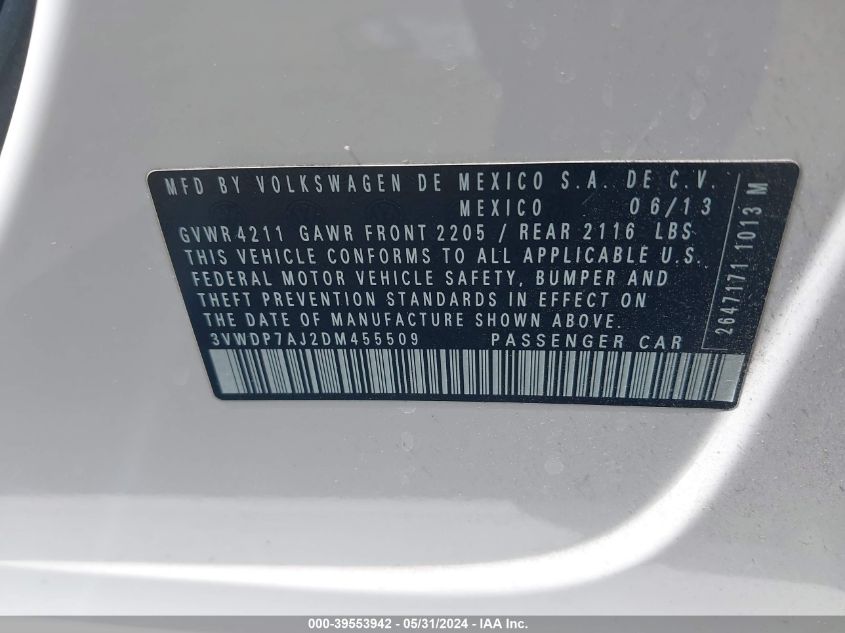 MFD BY VOLKSWAGEN DE MEXICO S.A. DE C.V.
MEXICO 06/13
GVWR 4211 GAWR FRONT 2205 / REAR 2116 LBS
THIS VEHICLE CONFORMS TO ALL APPLICABLE U.S.
FEDERAL MOTOR VEHICLE SAFETY, BUMPER AND
THEFT PREVENTION STANDARDS IN EFFECT ON
THE DATE OF MANUFACTURE SHOWN ABOVE.
3VWDP7AJ2DM455509 PASSENGER CAR
2647171 1013 M
000-39553942 - 05/31/2024 - IAA Inc.